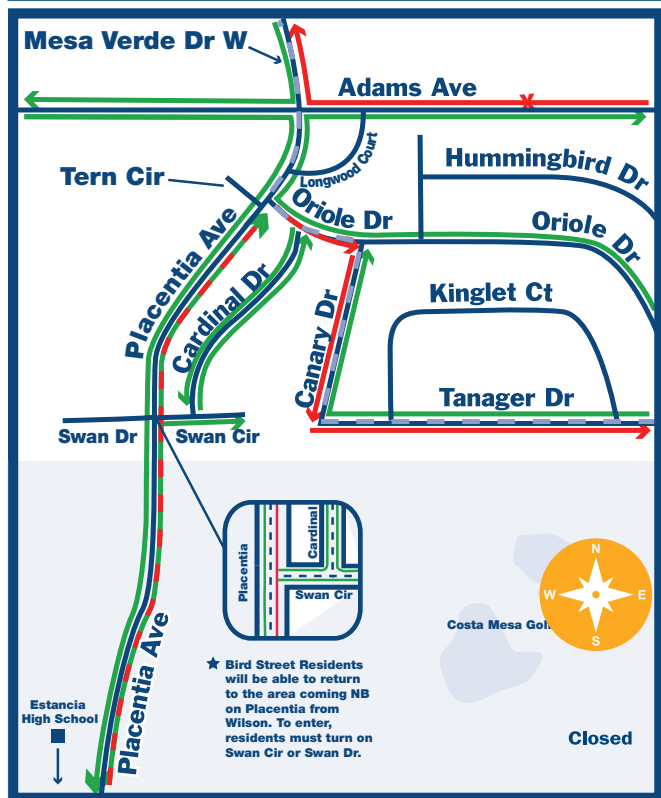 Mesa Verde Dr W
Adams Ave
Longwood Court
Hummingbird Dr
Tern Cir
Oriole Dr
Oriole Dr
Placentia Ave
Cardinal Dr
Canary Dr
Kinglet Ct
Tanager Dr
Swan Dr
Swan Cir
Placentia
Cardinal
Swan Cir
N
W
E
S
Costa Mesa Gol
★ Bird Street Residents
will be able to return
to the area coming NB
on Placentia from
Wilson. To enter,
residents must turn on
Swan Cir or Swan Dr.
Placentia Ave
Estancia
High School
Closed